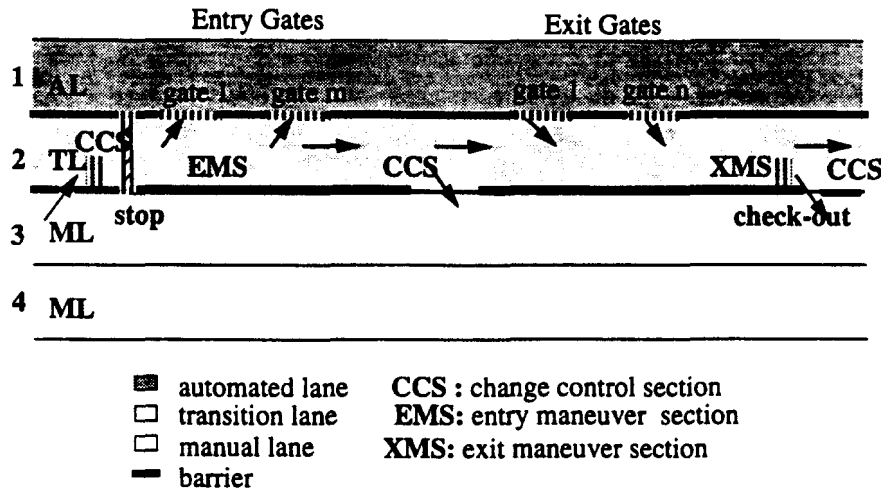 Entry Gates Exit Gates
1 AL gate 1 gate m gate 1 gate n
CCS
2 TL EMS CCS XMS CCS
stop check-out
3 ML
4 ML
automated lane CCS : change control section
transition lane EMS: entry maneuver section
manual lane XMS: exit maneuver section
barrier